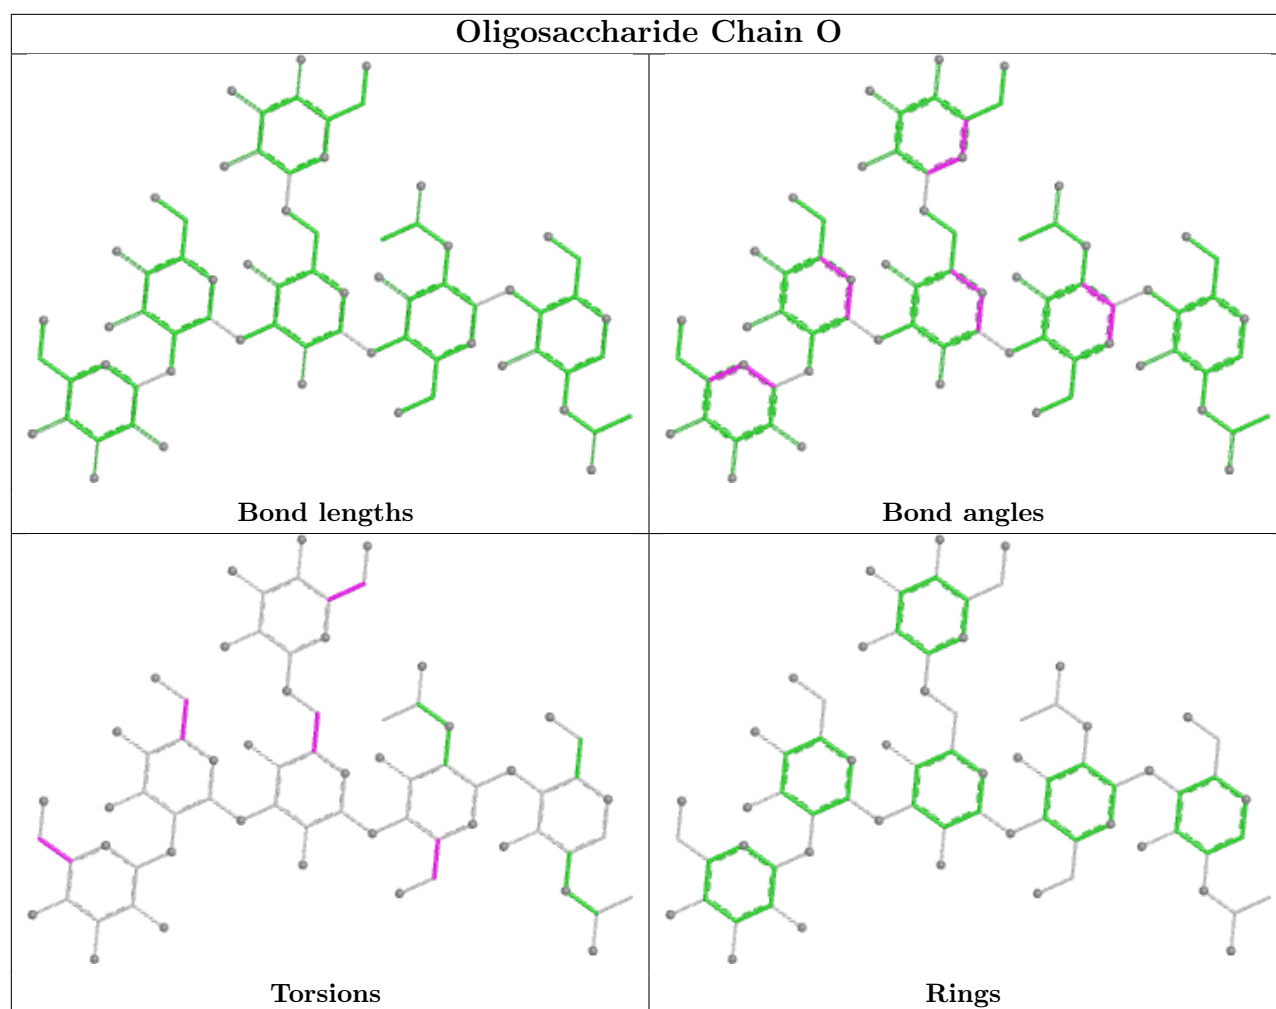 Oligosaccharide Chain O
Bond lengths
Bond angles
Torsions
Rings